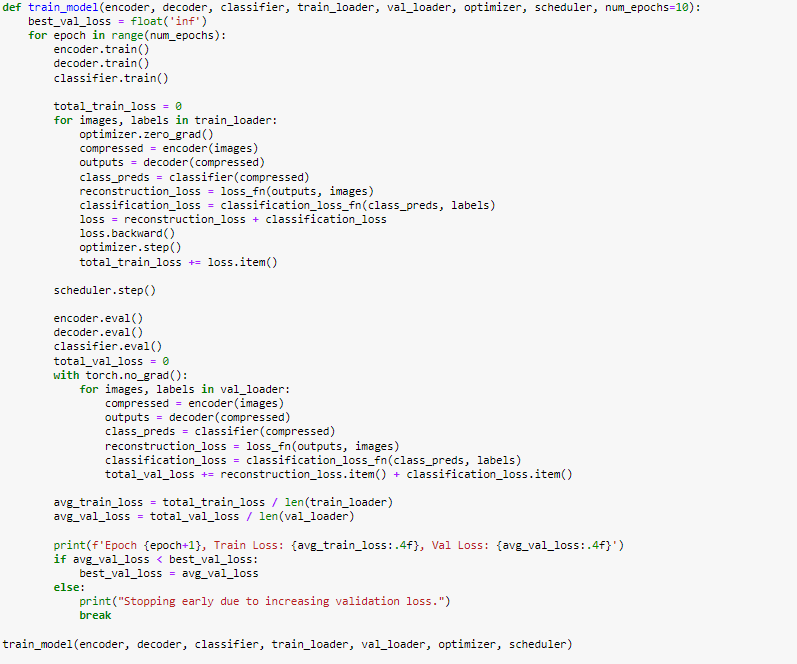 def train_model(encoder, decoder, classifier, train_loader, val_loader, optimizer, scheduler, num_epochs=10):
    best_val_loss = float('inf')
    for epoch in range(num_epochs):
        encoder.train()
        decoder.train()
        classifier.train()

        total_train_loss = 0
        for images, labels in train_loader:
            optimizer.zero_grad()
            compressed = encoder(images)
            outputs = decoder(compressed)
            class_preds = classifier(compressed)
            reconstruction_loss = loss_fn(outputs, images)
            classification_loss = classification_loss_fn(class_preds, labels)
            loss = reconstruction_loss + classification_loss
            loss.backward()
            optimizer.step()
            total_train_loss += loss.item()

        scheduler.step()

        encoder.eval()
        decoder.eval()
        classifier.eval()
        total_val_loss = 0
        with torch.no_grad():
            for images, labels in val_loader:
                compressed = encoder(images)
                outputs = decoder(compressed)
                class_preds = classifier(compressed)
                reconstruction_loss = loss_fn(outputs, images)
                classification_loss = classification_loss_fn(class_preds, labels)
                total_val_loss += reconstruction_loss.item() + classification_loss.item()

        avg_train_loss = total_train_loss / len(train_loader)
        avg_val_loss = total_val_loss / len(val_loader)

        print(f'Epoch {epoch+1}, Train Loss: {avg_train_loss:.4f}, Val Loss: {avg_val_loss:.4f}')
        if avg_val_loss < best_val_loss:
            best_val_loss = avg_val_loss
        else:
            print("Stopping early due to increasing validation loss.")
            break

train_model(encoder, decoder, classifier, train_loader, val_loader, optimizer, scheduler)